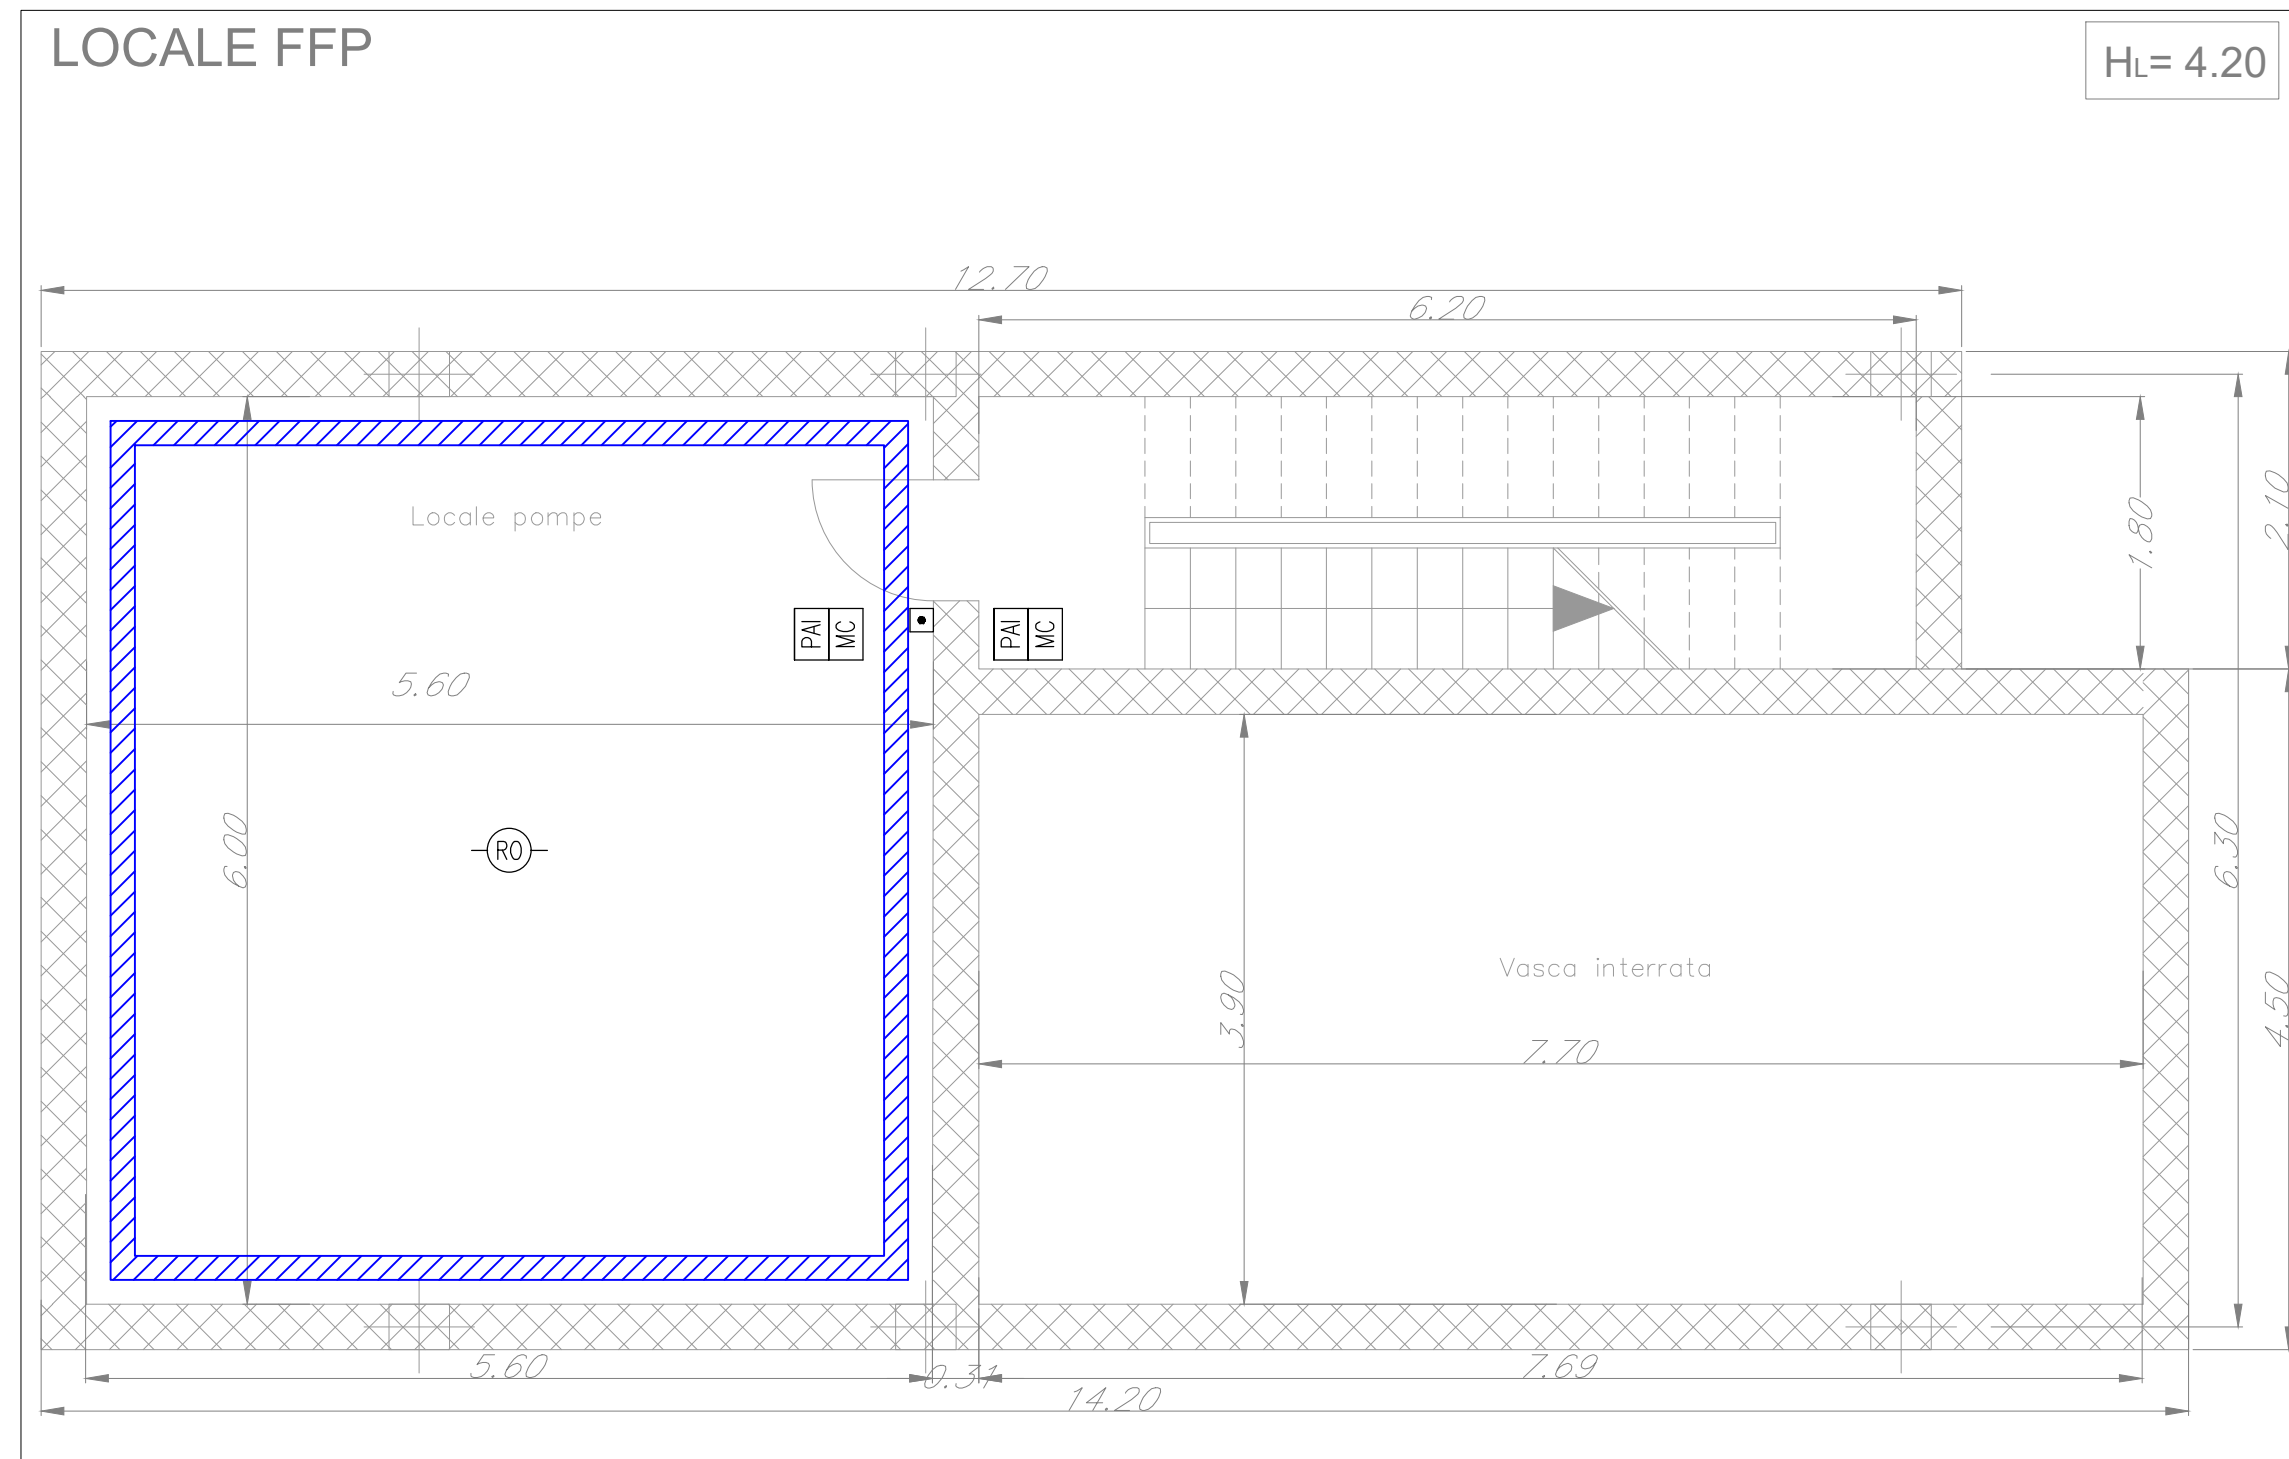 LOCALE FFP
HL= 4.20
12.70
6.20
Locale pompe
PAI
MC
PAI
MC
1.80
2.10
5.60
RO
6.00
6.30
Vasca interrata
3.90
7.70
4.50
5.60
0.31
7.69
14.20